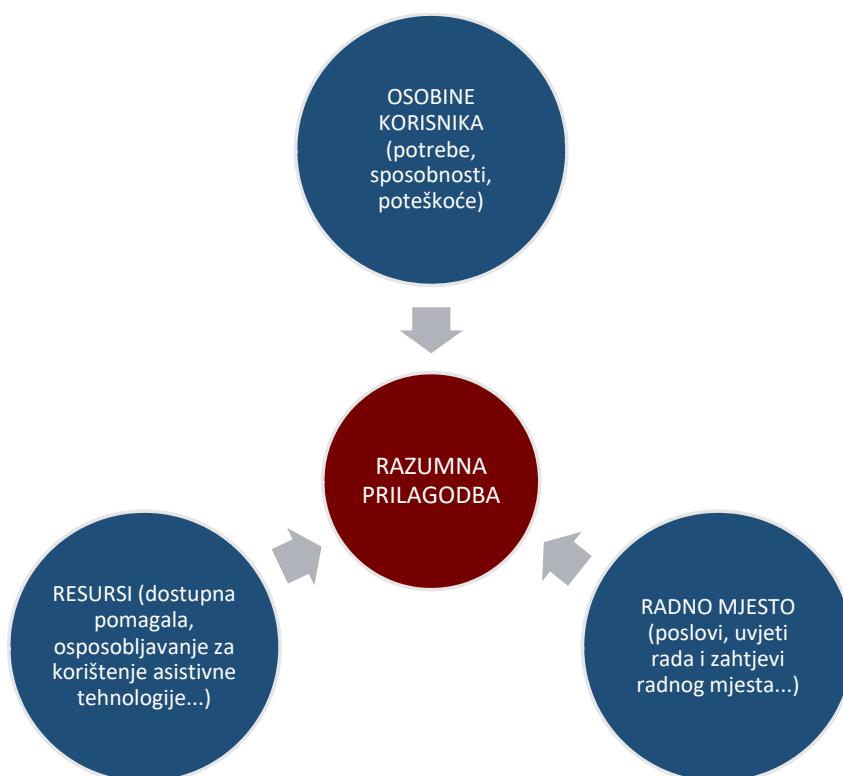 OSOBINE
KORISNIKA
(potrebe,
sposobnosti,
poteškoće)
RAZUMNA
PRILAGODBA
RESURSI (dostupna
pomagala,
osposobljavanje za
korištenje asistivne
tehnologije...)
RADNO MJESTO
(poslovi, uvjeti
rada i zahtjevi
radnog mjesta...)